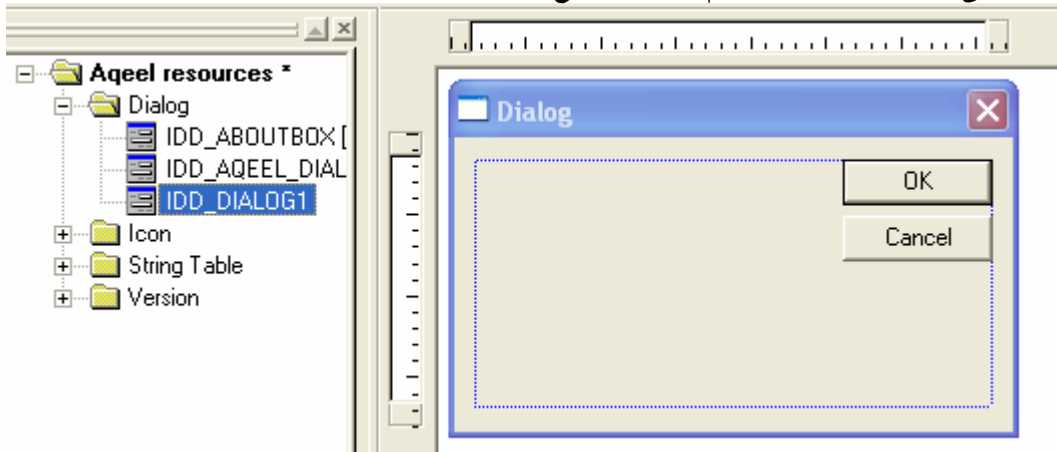 Aqeel resources *
Dialog
IDD_ABOUTBOX [
IDD_AQEEL_DIAL
IDD_DIALOG1
Icon
String Table
Version
Dialog
OK
Cancel